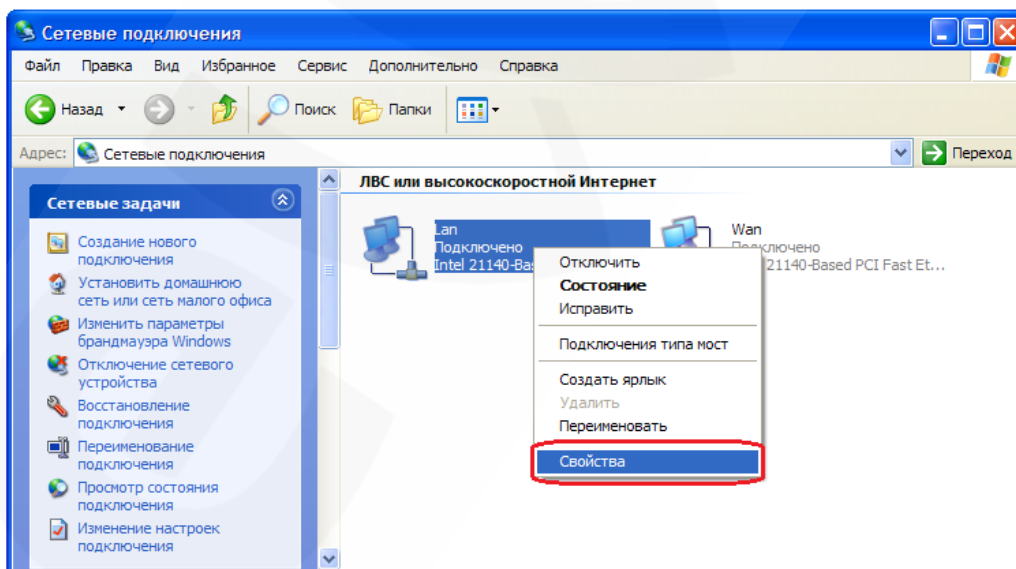 Сетевые подключения
Файл Правка Вид Избранное Сервис Дополнительно Справка
Назад Поиск Папки
Адрес: Сетевые подключения Переход
Сетевые задачи
Создание нового
подключения
Установить домашнюю
сеть или сеть малого офиса
Изменить параметры
брандмауэра Windows
Отключение сетевого
устройства
Восстановление
подключения
Переименование
подключения
Просмотр состояния
подключения
Изменение настроек
подключения
ЛВС или высокоскоростной Интернет
Lan
Подключено
Intel 21140-Bas
Wan
Подключено
21140-Based PCI Fast Et...
Отключить
Состояние
Исправить
Подключения типа мост
Создать ярлык
Удалить
Переименовать
Свойства